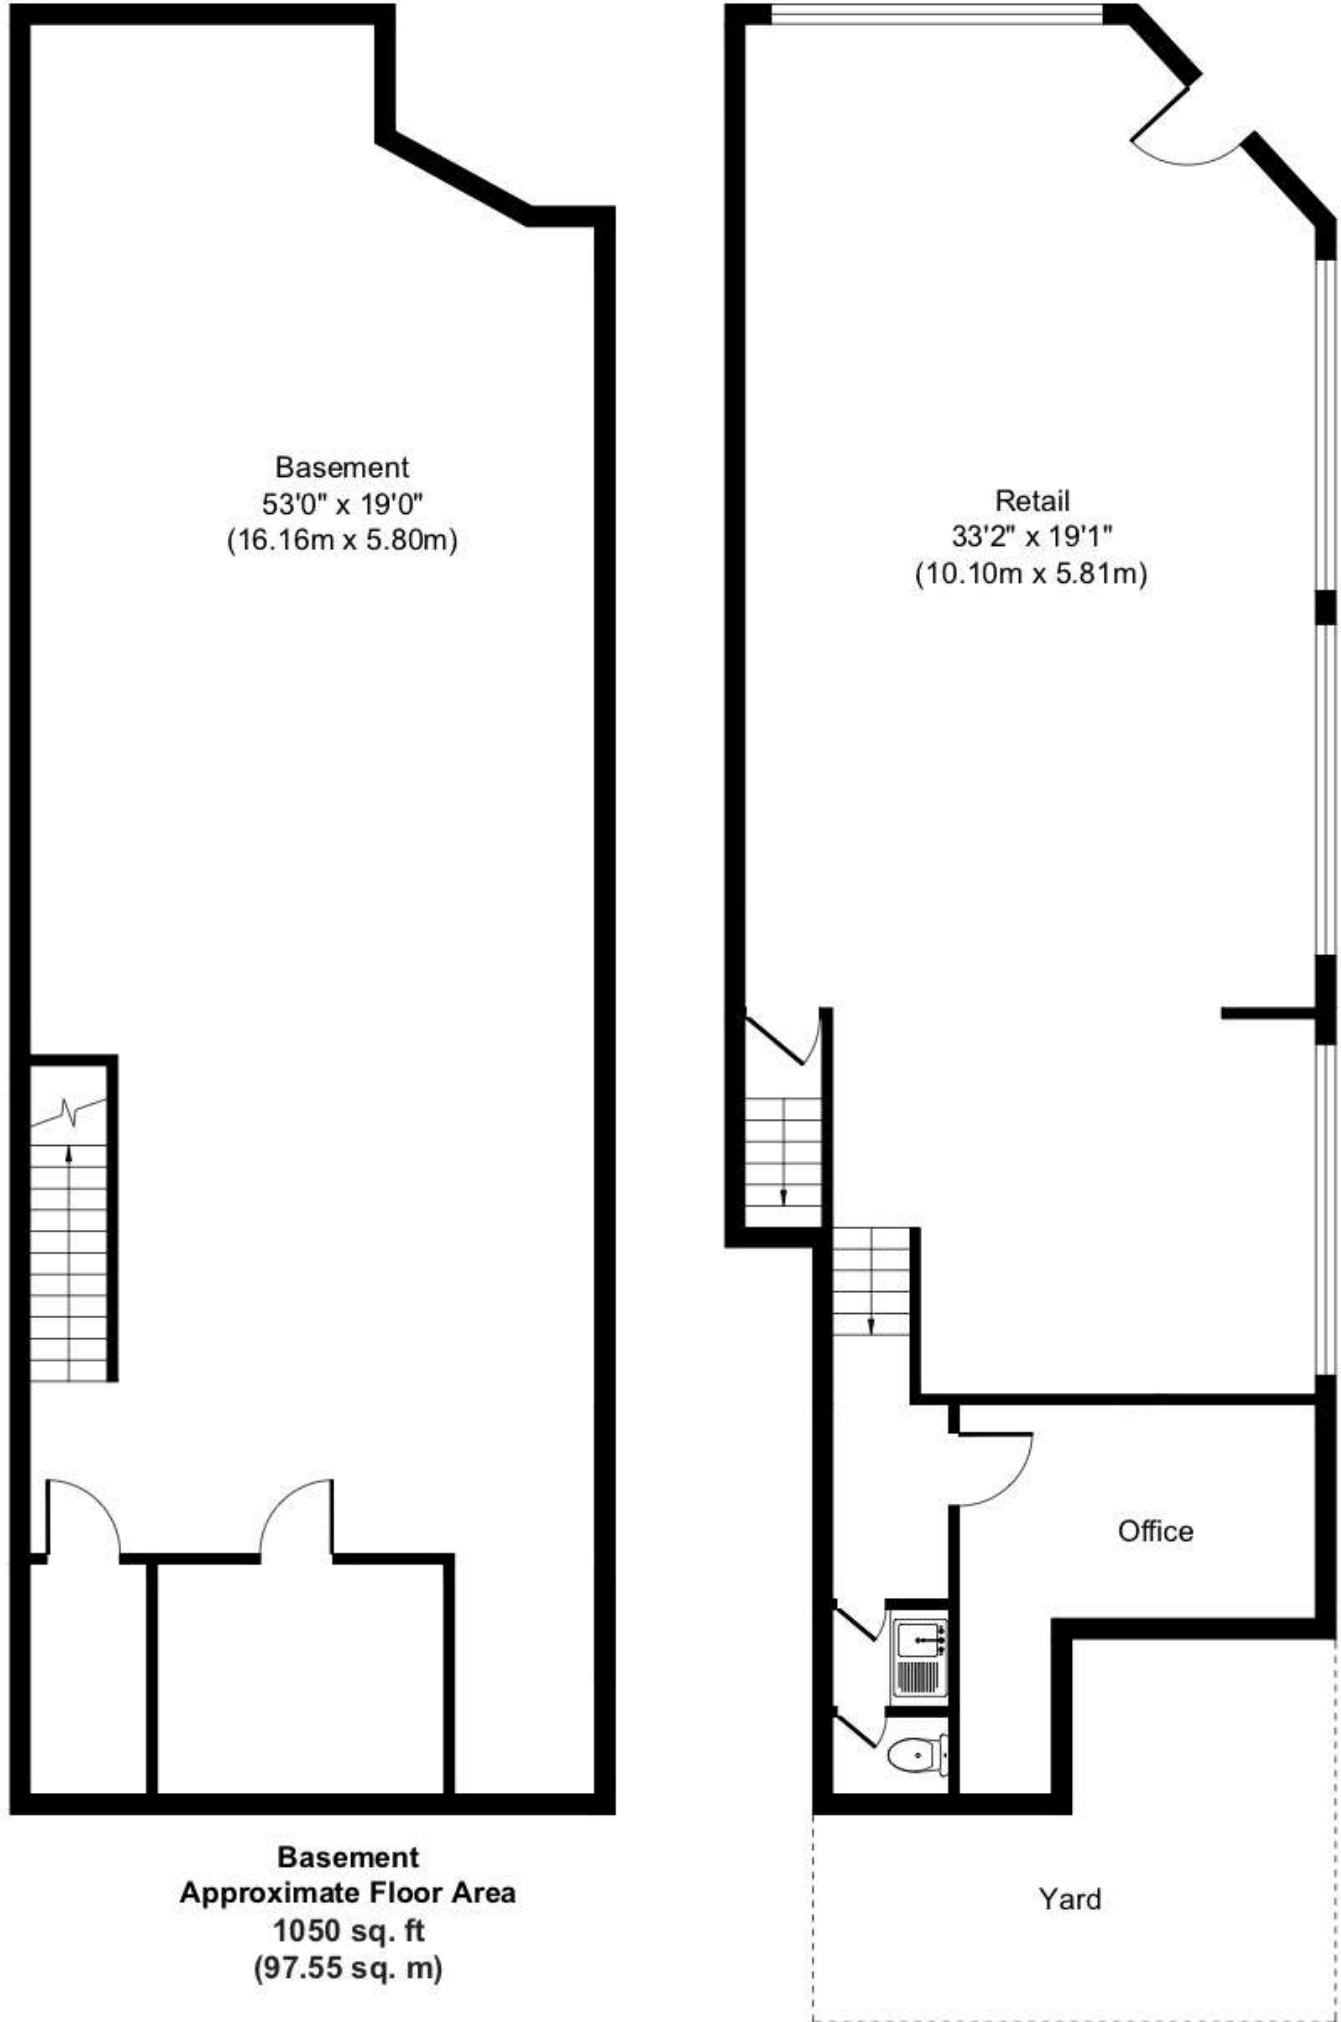 Basement
53'0" x 19'0"
(16.16m x 5.80m)
Retail
33'2" x 19'1"
(10.10m x 5.81m)
Office
Basement
Approximate Floor Area
1050 sq. ft
(97.55 sq. m)
Yard